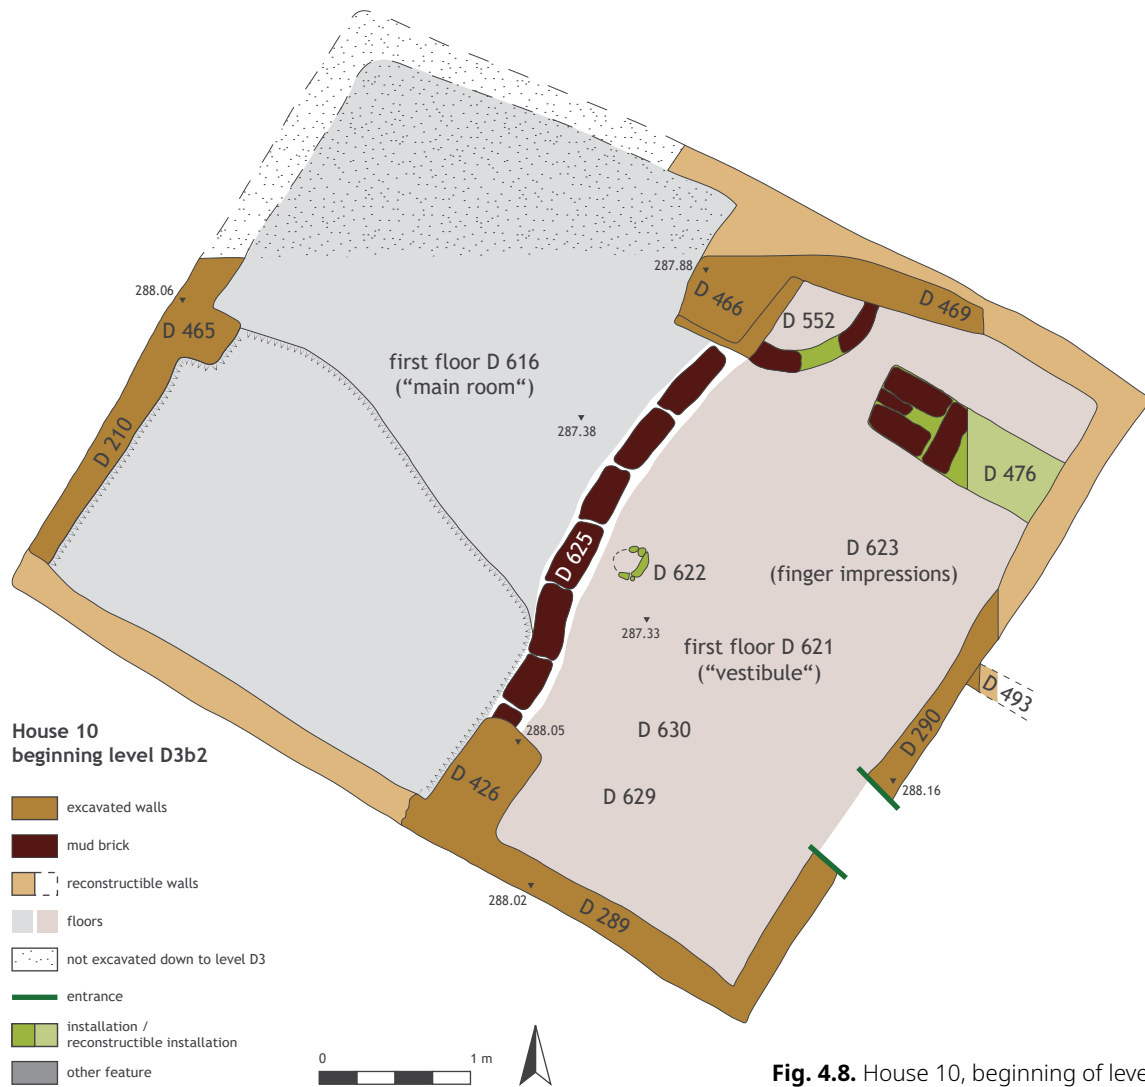 288.06
D 465
D 210
287.88
D 466
D 469
D 552
first floor D 616
(“main room“)
287.38
D 476
D 625
D 622
D 623
(finger impressions)
287.33
first floor D 621
(“vestibule“)
D 493
D 290
288.16
D 630
D 629
288.05
D 426
288.02
D 289
House 10
beginning level D3b2
excavated walls
mud brick
reconstructible walls
floors
not excavated down to level D3
entrance
installation /
reconstructible installation
other feature
0 1 m
Fig. 4.8. House 10, beginning of leve